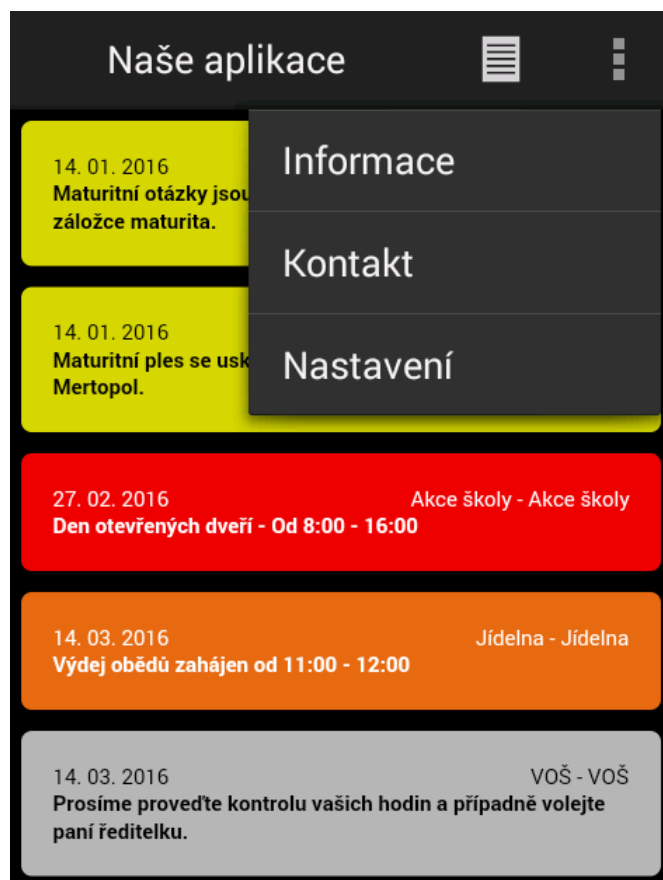 Naše aplikace
Informace
Kontakt
Nastavení
14. 01. 2016
Maturitní otázky jsou
záložce maturita.
14. 01. 2016
Maturitní ples se usk
Mertopol.
27. 02. 2016 Akce školy - Akce školy
Den otevřených dveří - Od 8:00 - 16:00
14. 03. 2016 Jídelna - Jídelna
Výdej obědů zahájen od 11:00 - 12:00
14. 03. 2016 VOŠ - VOŠ
Prosíme proveďte kontrolu vašich hodin a případně volejte
paní ředitelku.